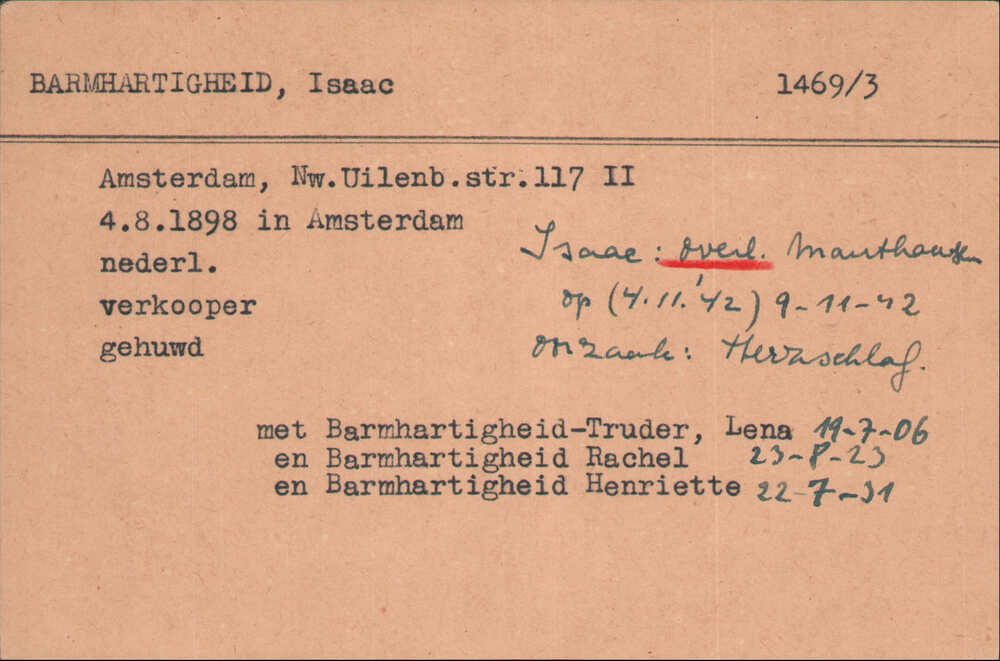 BARMHARTIGHEID, Isaac 1469/3
Amsterdam, Nw.Uilenb.str.117 II
4.8.1898 in Amsterdam
nederl.
Isaac: overl. Mauthausen
verkooper
op (4.11.'42) 9-11-42
gehuwd
oorzaak: Herzschlag.
met Barmhartigheid-Truder, Lena 19-7-06
en Barmhartigheid Rachel 23-8-23
en Barmhartigheid Henriette 22-7-31